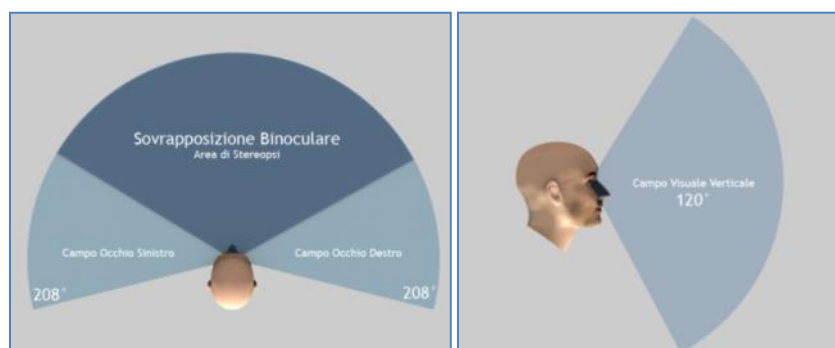 Sovrapposizione Binoculare
Area di Stereopsi
Campo Occhio Sinistro
Campo Occhio Destro
208°
208°
Campo Visuale Verticale
120°